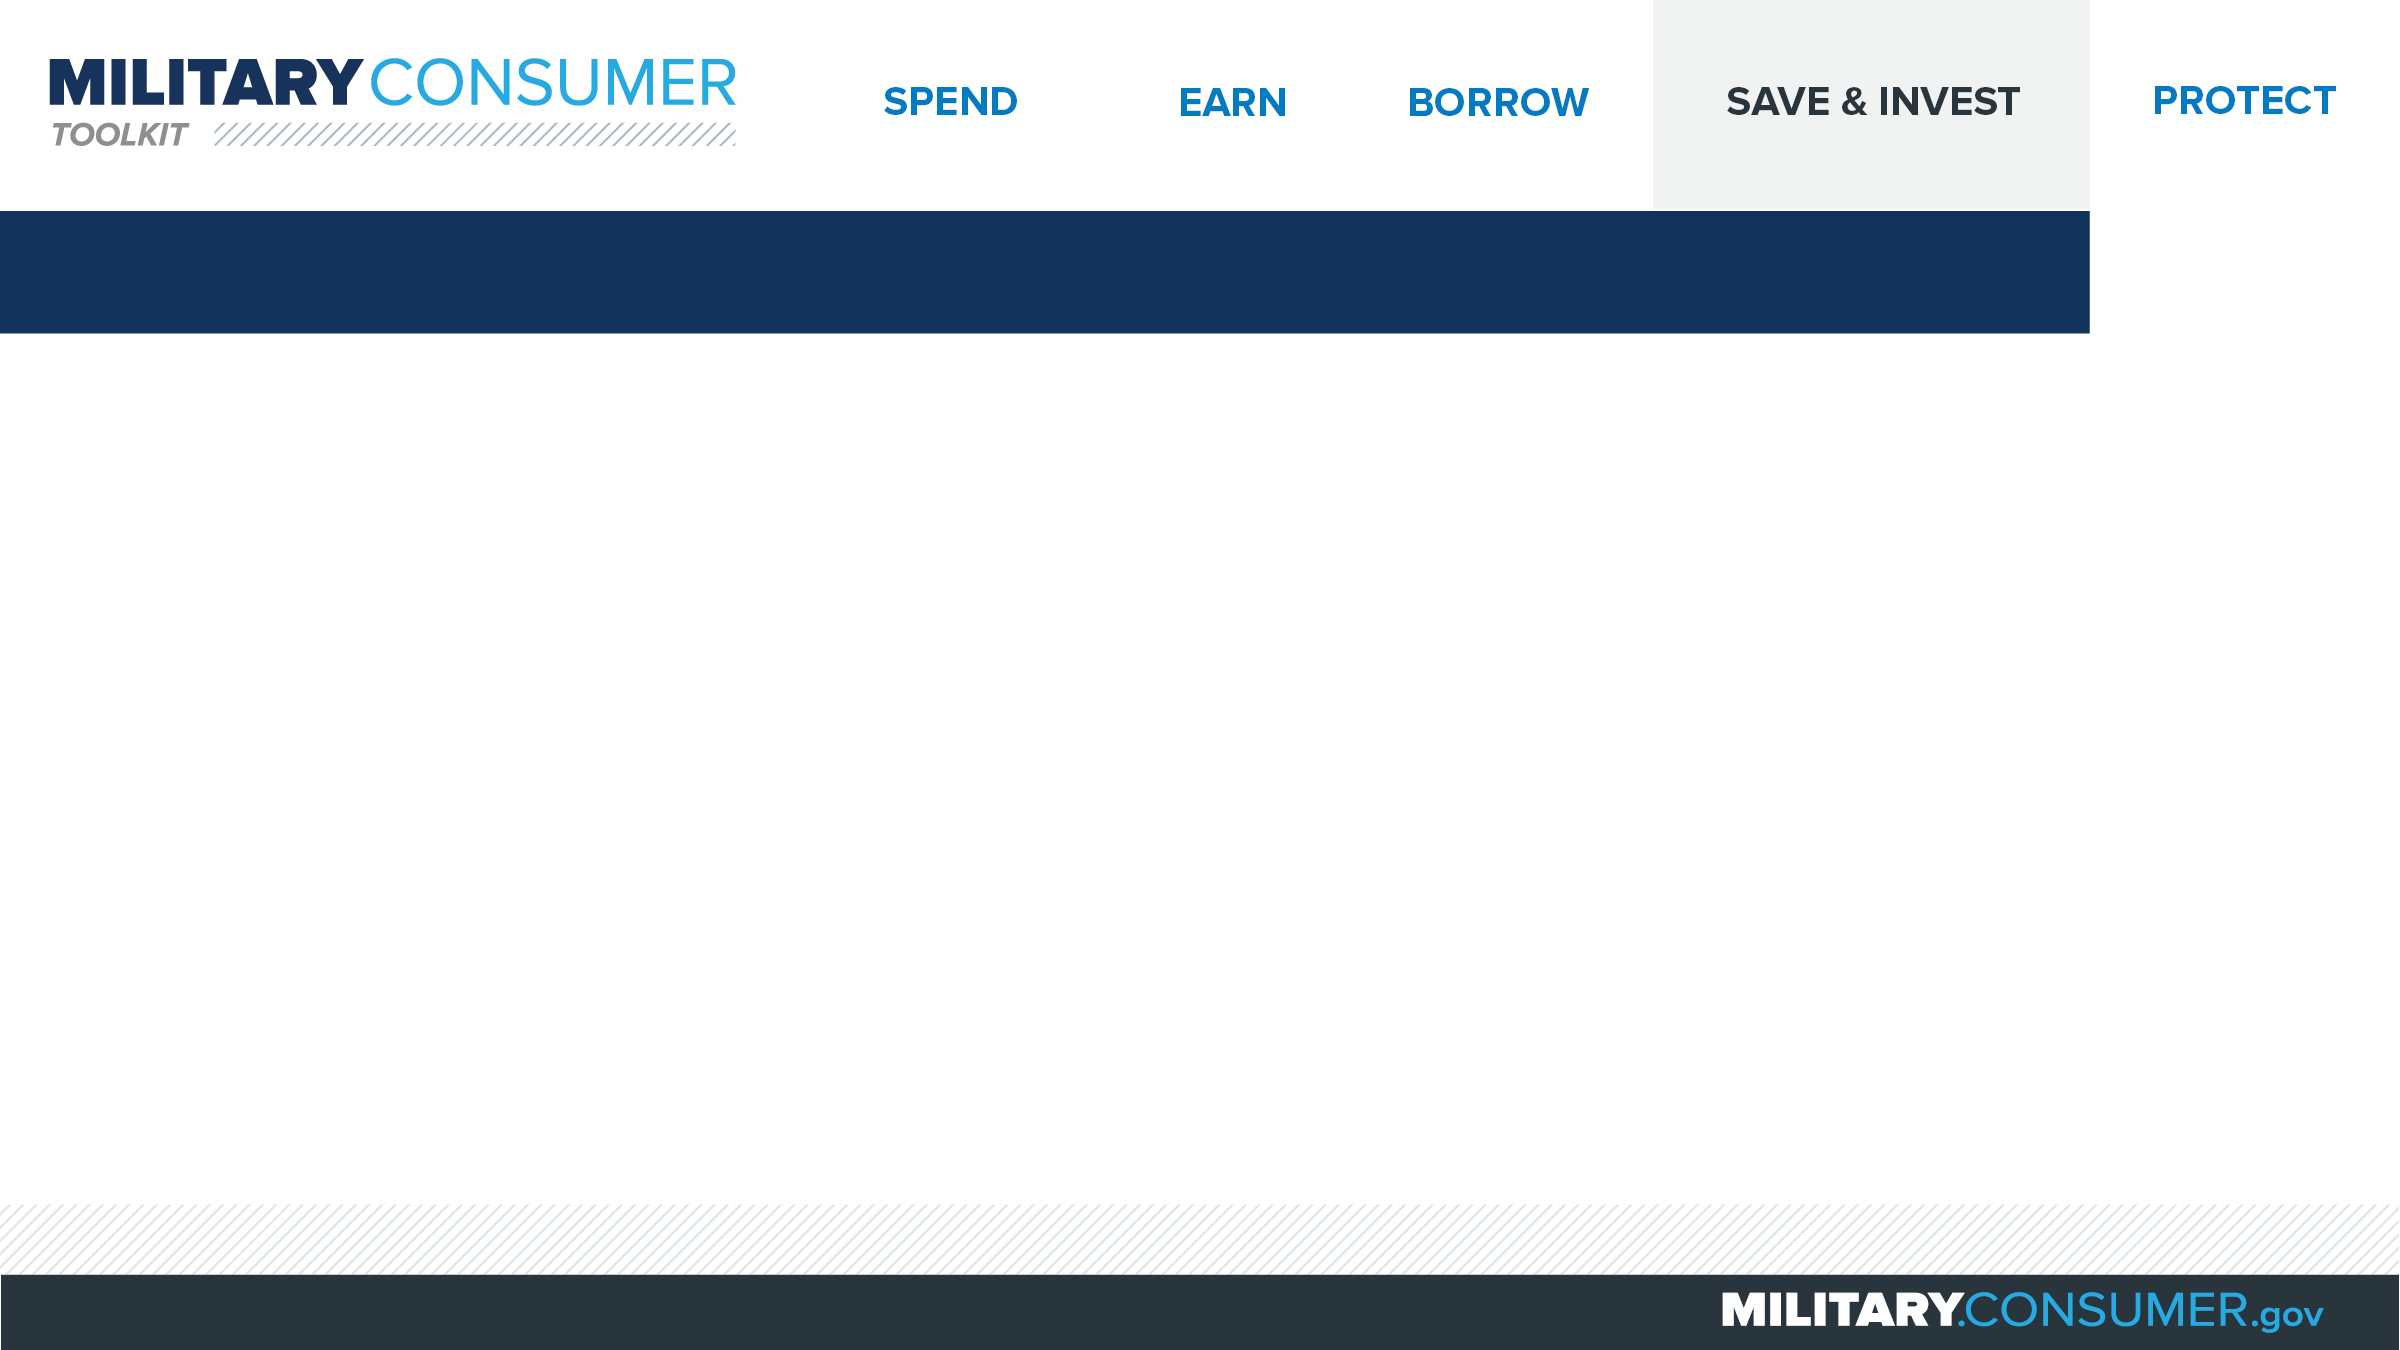 MILITARY CONSUMER
TOOLKIT
SPEND
EARN
BORROW
SAVE & INVEST
PROTECT
MILITARY.CONSUMER.gov